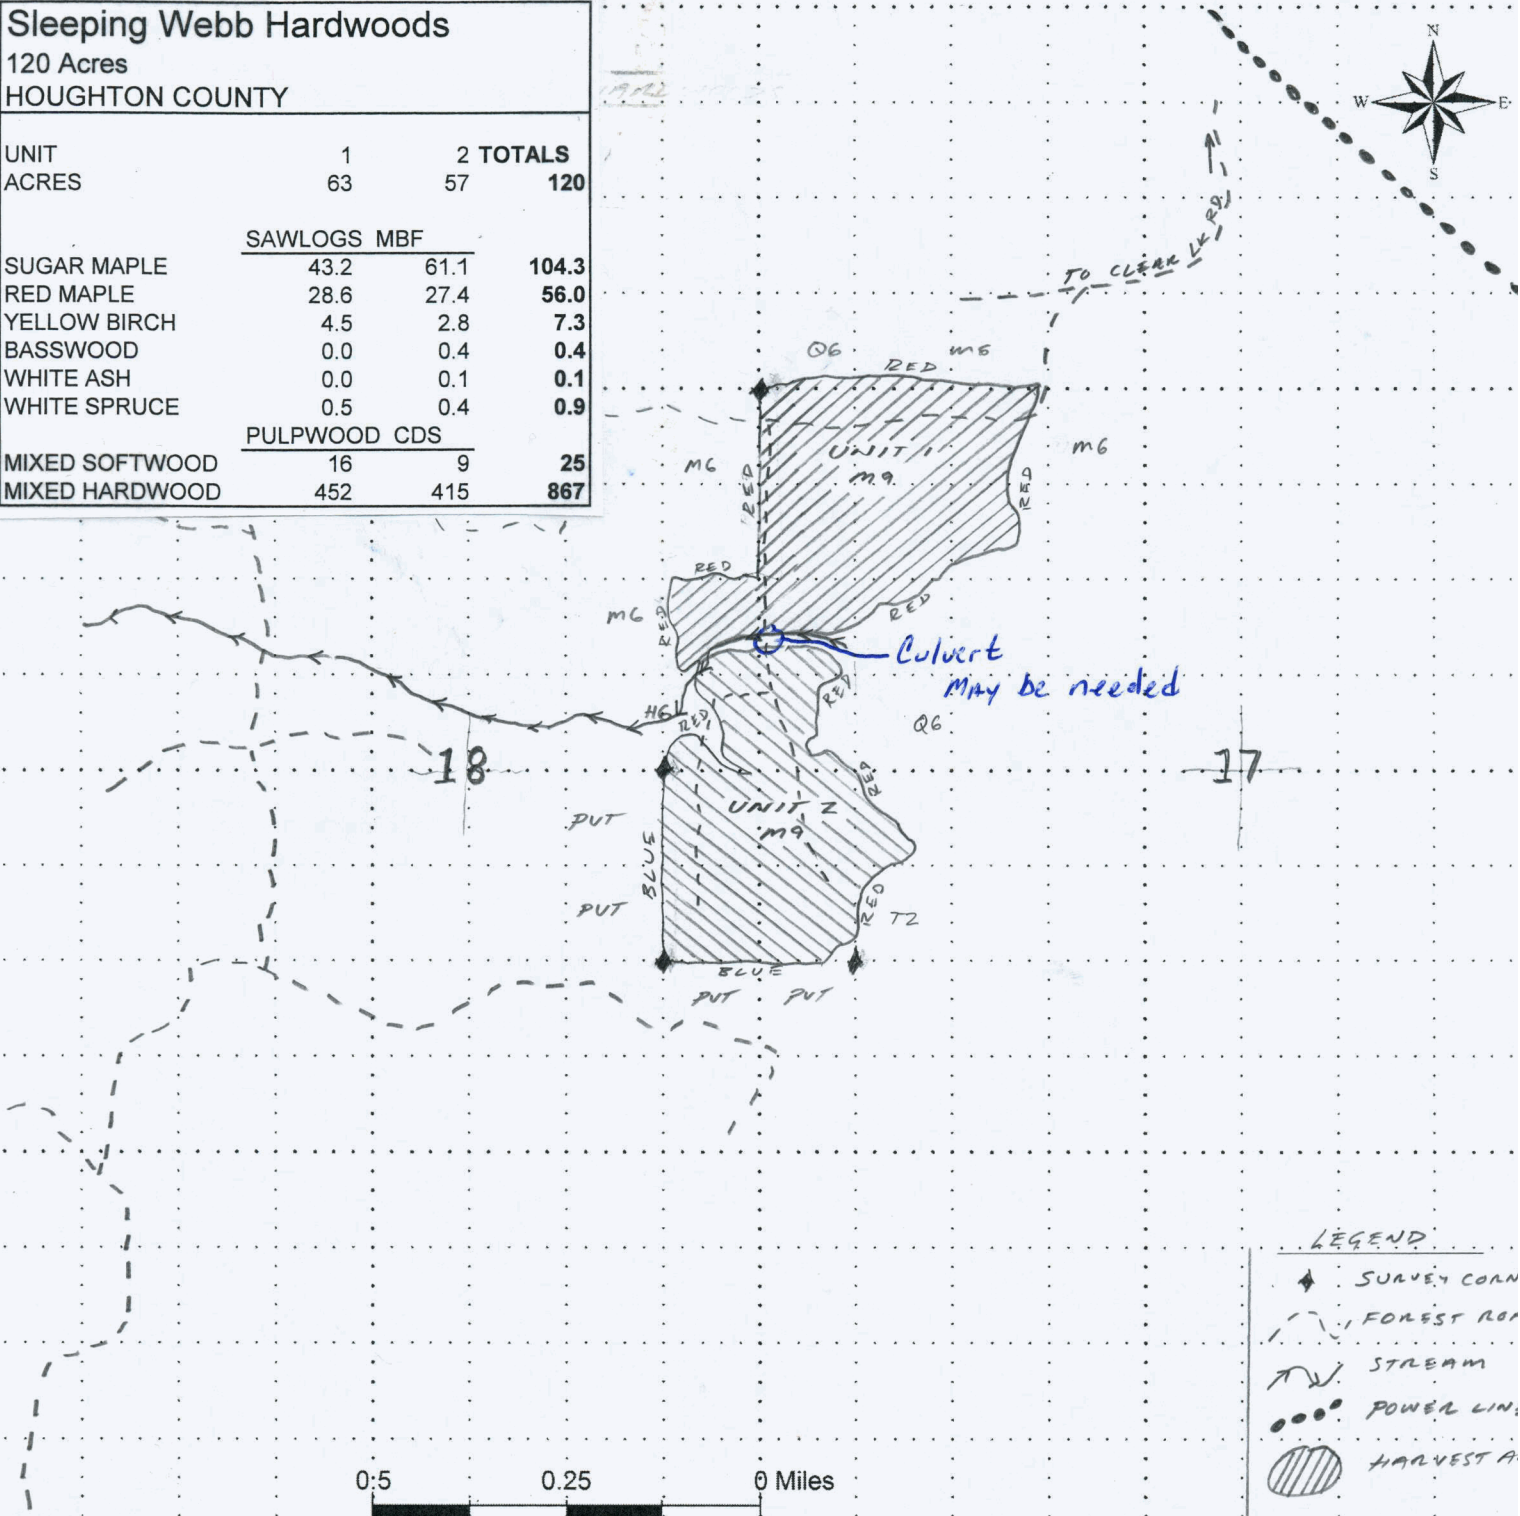 Sleeping Webb Hardwoods
120 Acres
HOUGHTON COUNTY
UNIT 1 2 TOTALS
ACRES 63 57 120
SAWLOGS MBF
SUGAR MAPLE 43.2 61.1 104.3
RED MAPLE 28.6 27.4 56.0
YELLOW BIRCH 4.5 2.8 7.3
BASSWOOD 0.0 0.4 0.4
WHITE ASH 0.0 0.1 0.1
WHITE SPRUCE 0.5 0.4 0.9
PULPWOOD CDS
MIXED SOFTWOOD 16 9 25
MIXED HARDWOOD 452 415 867
N
W E
S
TO CLEAR LK RD.
Q6 M6
RED
M6 RED UNIT 1 RED M6
M9
RED
M6 RED RED
Culvert
May be needed
RED
H6 RED Q6
18 RED 17
PUT UNIT 2
M9
BLUE
PUT RED T2
BLUE
PUT PUT
LEGEND
SURVEY CORN
FOREST ROA
STREAM
POWER LINE
HARVEST A
0.5 0.25 0 Miles